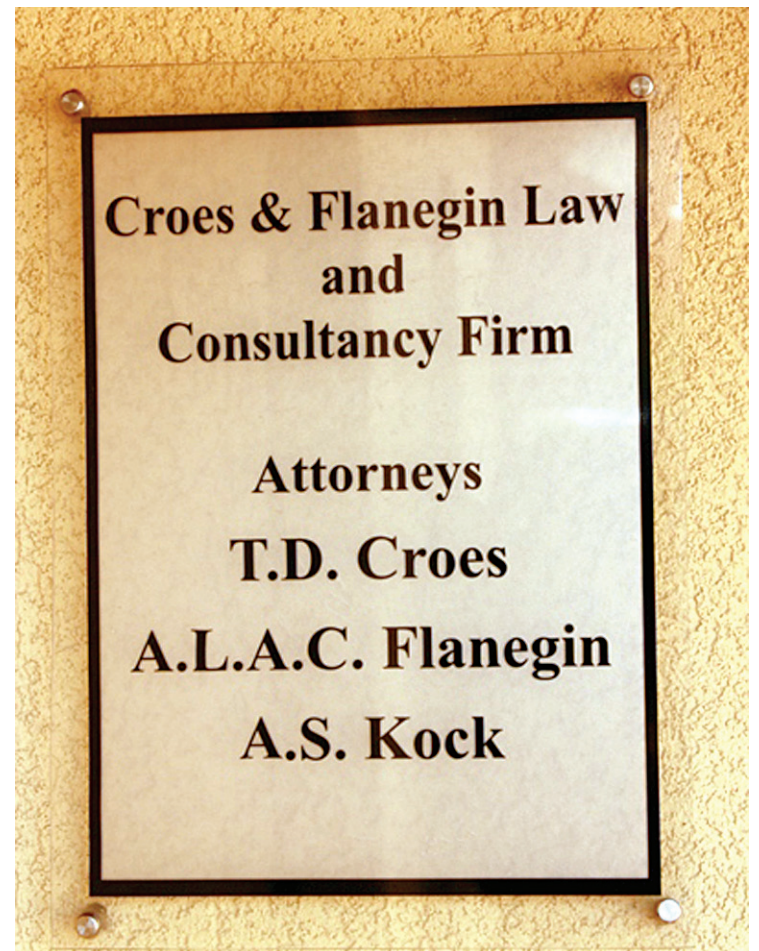 Croes & Flanegin Law
and
Consultancy Firm
Attorneys
T.D. Croes
A.L.A.C. Flanegin
A.S. Kock